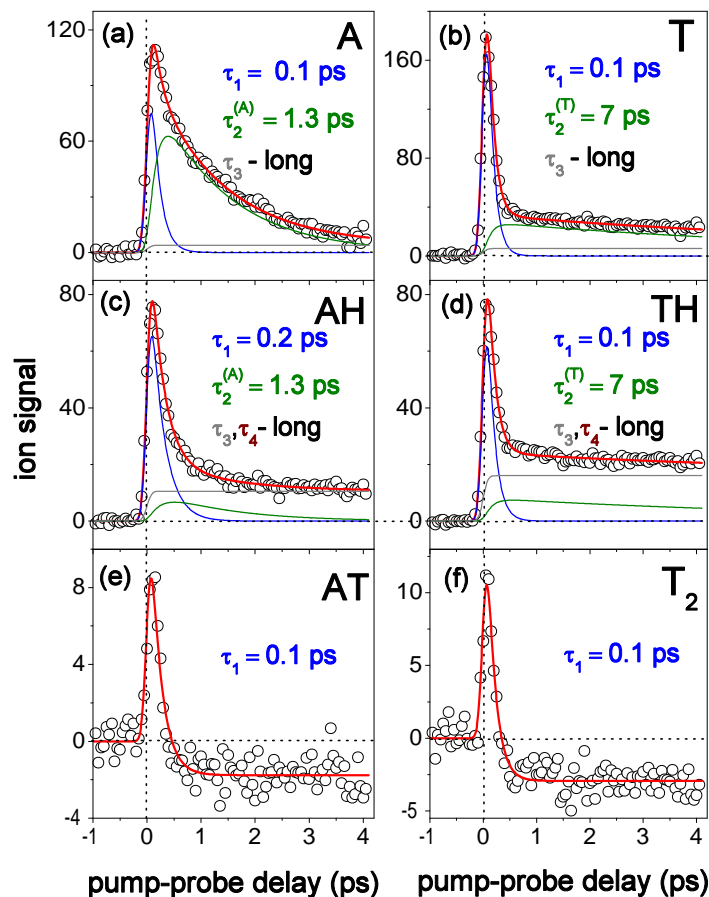 (a) A
τ₁ = 0.1 ps
τ₂⁽ᴬ⁾ = 1.3 ps
τ₃ - long
120
60
0
(b) T
τ₁ = 0.1 ps
τ₂⁽ᵀ⁾ = 7 ps
τ₃ - long
160
80
0
(c) AH
τ₁ = 0.2 ps
τ₂⁽ᴬ⁾ = 1.3 ps
τ₃,τ₄- long
80
40
0
(d) TH
τ₁ = 0.1 ps
τ₂⁽ᵀ⁾ = 7 ps
τ₃,τ₄- long
80
40
0
ion signal
(e) AT
τ₁ = 0.1 ps
8
4
0
-4
-1 0 1 2 3 4
pump-probe delay (ps)
(f) T₂
τ₁ = 0.1 ps
10
5
0
-5
-1 0 1 2 3 4
pump-probe delay (ps)